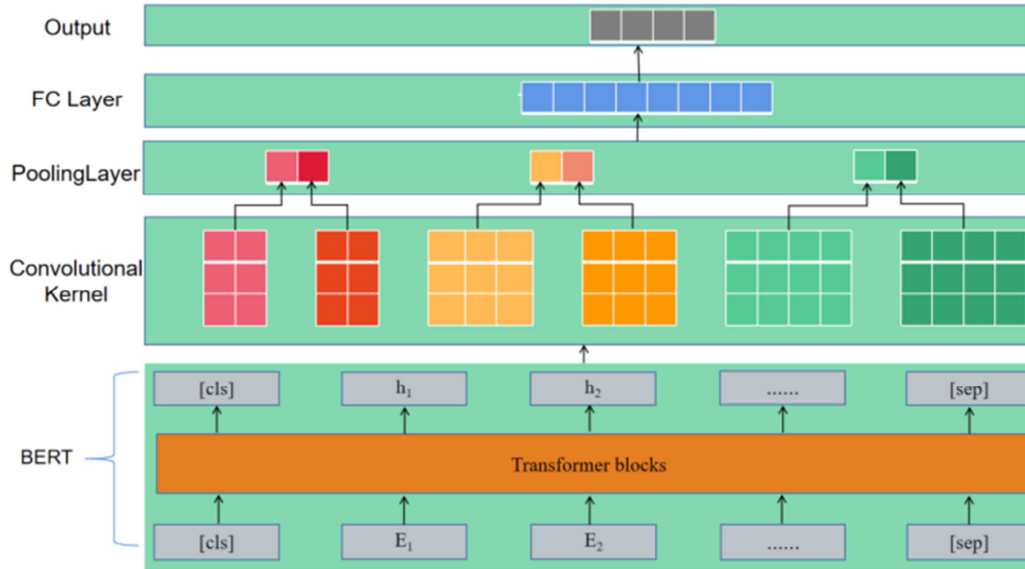 Output
FC Layer
PoolingLayer
Convolutional
Kernel
BERT
[cls] h₁ h₂ ...... [sep]
Transformer blocks
[cls] E₁ E₂ ...... [sep]